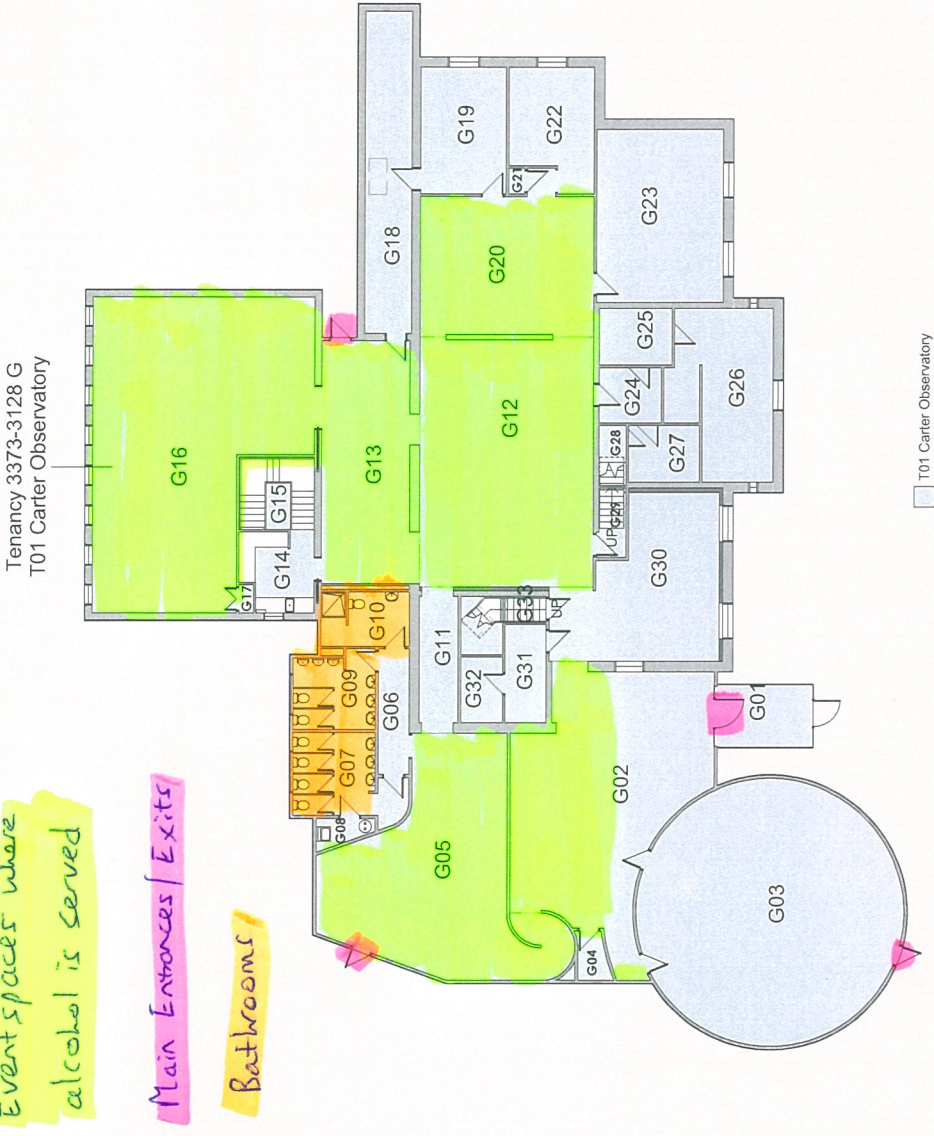 Tenancy 3373-3128 G
T01 Carter Observatory
Event spaces where
alcohol is served
Main Entrances/Exits
Bathrooms
G16
G15
G14
G17
G13
G18
G19
G22
G21
G20
G23
G12
G25
G24
G26
G28
G27
G29
UP
G30
G33
UP
G10
G09
G07
G08
G06
G11
G32
G31
G05
G02
G01
G04
G03
T01 Carter Observatory